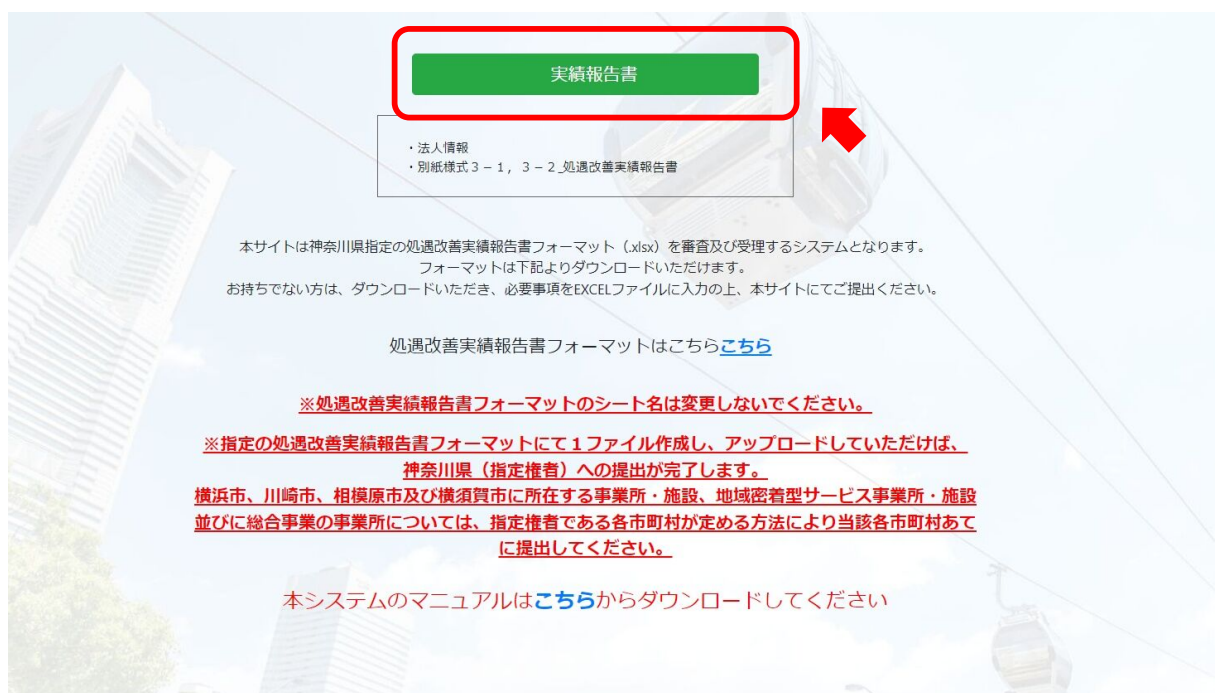 実績報告書
・法人情報
・別紙様式３－１，３－２_処遇改善実績報告書
本サイトは神奈川県指定の処遇改善実績報告書フォーマット（.xlsx）を審査及び受理するシステムとなります。
フォーマットは下記よりダウンロードいただけます。
お持ちでない方は、ダウンロードいただき、必要事項をEXCELファイルに入力の上、本サイトにてご提出ください。
処遇改善実績報告書フォーマットはこちらこちら
※処遇改善実績報告書フォーマットのシート名は変更しないでください。
※指定の処遇改善実績報告書フォーマットにて１ファイル作成し、アップロードしていただけば、
神奈川県（指定権者）への提出が完了します。
横浜市、川崎市、相模原市及び横須賀市に所在する事業所・施設、地域密着型サービス事業所・施設
並びに総合事業の事業所については、指定権者である各市町村が定める方法により当該各市町村あて
に提出してください。
本システムのマニュアルはこちらからダウンロードしてください